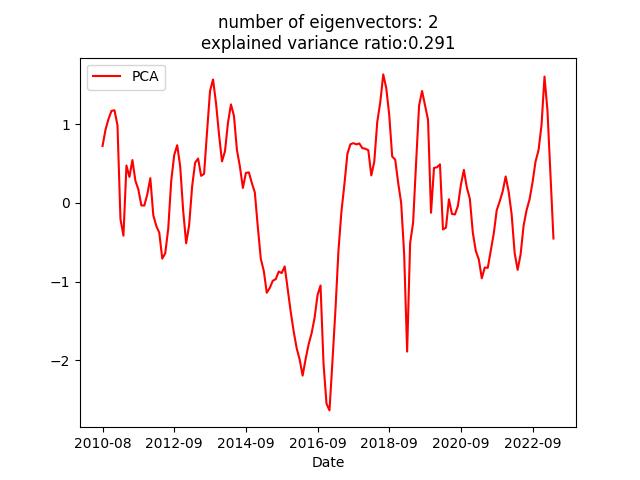 number of eigenvectors: 2
explained variance ratio:0.291
PCA
1
0
−1
−2
2010-08 2012-09 2014-09 2016-09 2018-09 2020-09 2022-09
Date